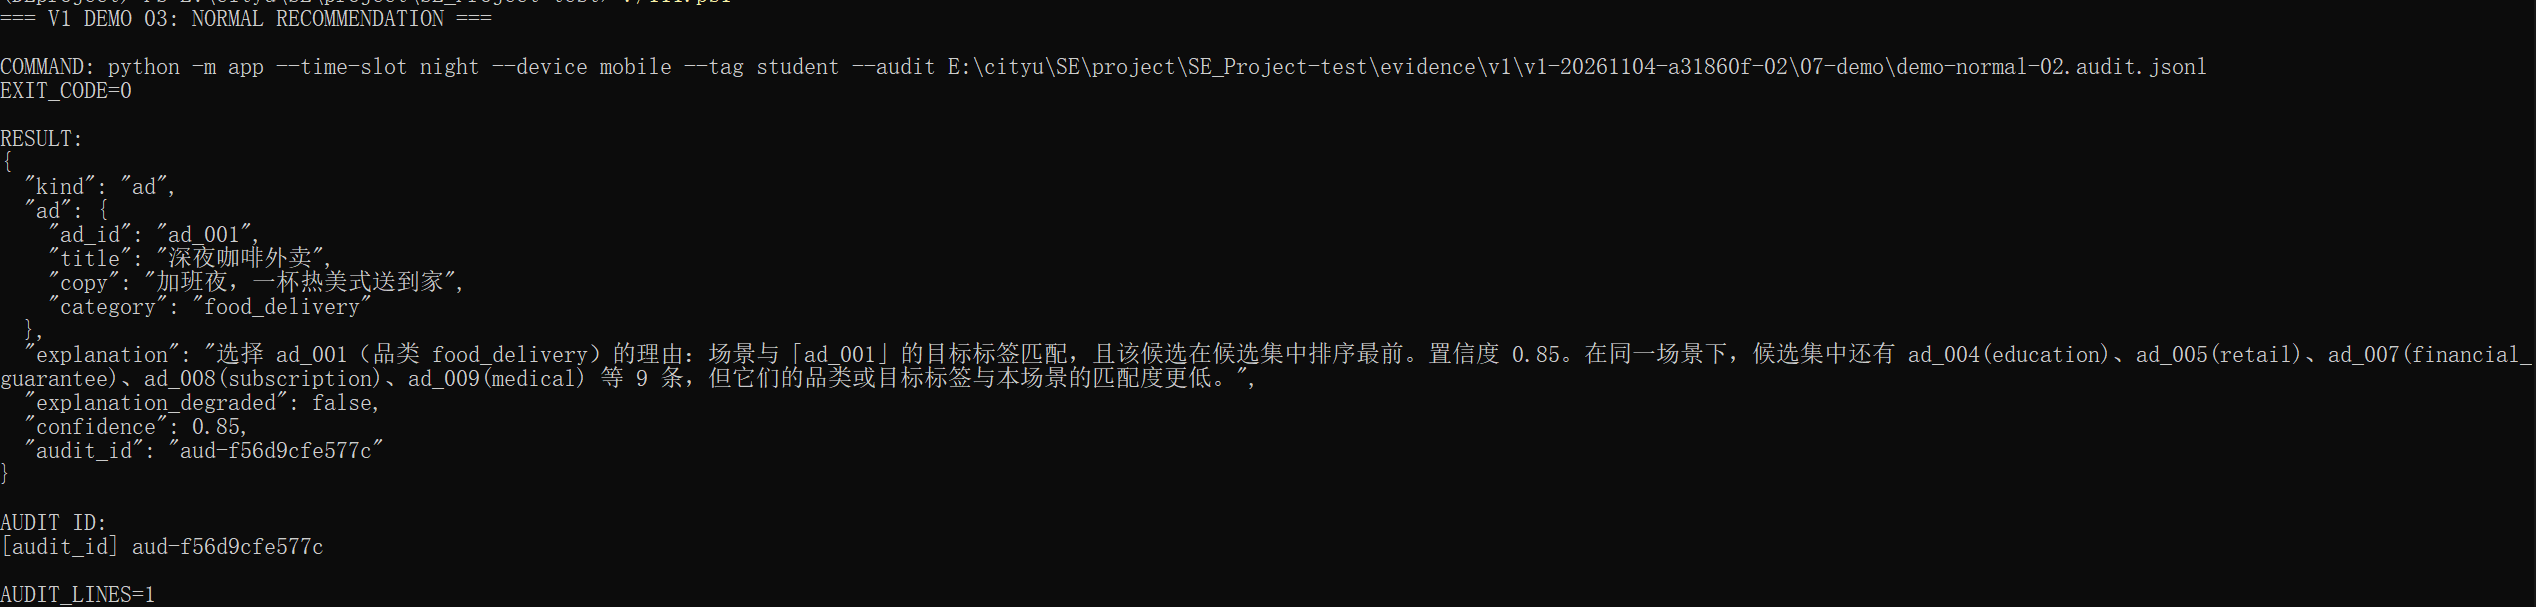 === V1 DEMO 03: NORMAL RECOMMENDATION ===
COMMAND: python -m app --time-slot night --device mobile --tag student --audit E:\cityu\SE\project\SE_Project-test\evidence\v1\v1-20261104-a31860f-02\07-demo\demo-normal-02.audit.jsonl
EXIT_CODE=0
RESULT:
{
  "kind": "ad",
  "ad": {
    "ad_id": "ad_001",
    "title": "深夜咖啡外卖",
    "copy": "加班夜，一杯热美式送到家",
    "category": "food_delivery"
  },
  "explanation": "选择 ad_001（品类 food_delivery）的理由：场景与「ad_001」的目标标签匹配，且该候选在候选集中排序最前。置信度 0.85。在同一场景下，候选集中还有 ad_004(education)、ad_005(retail)、ad_007(financial_
guarantee)、ad_008(subscription)、ad_009(medical) 等 9 条，但它们的品类或目标标签与本场景的匹配度更低。",
  "explanation_degraded": false,
  "confidence": 0.85,
  "audit_id": "aud-f56d9cfe577c"
}
AUDIT ID:
[audit_id] aud-f56d9cfe577c
AUDIT_LINES=1